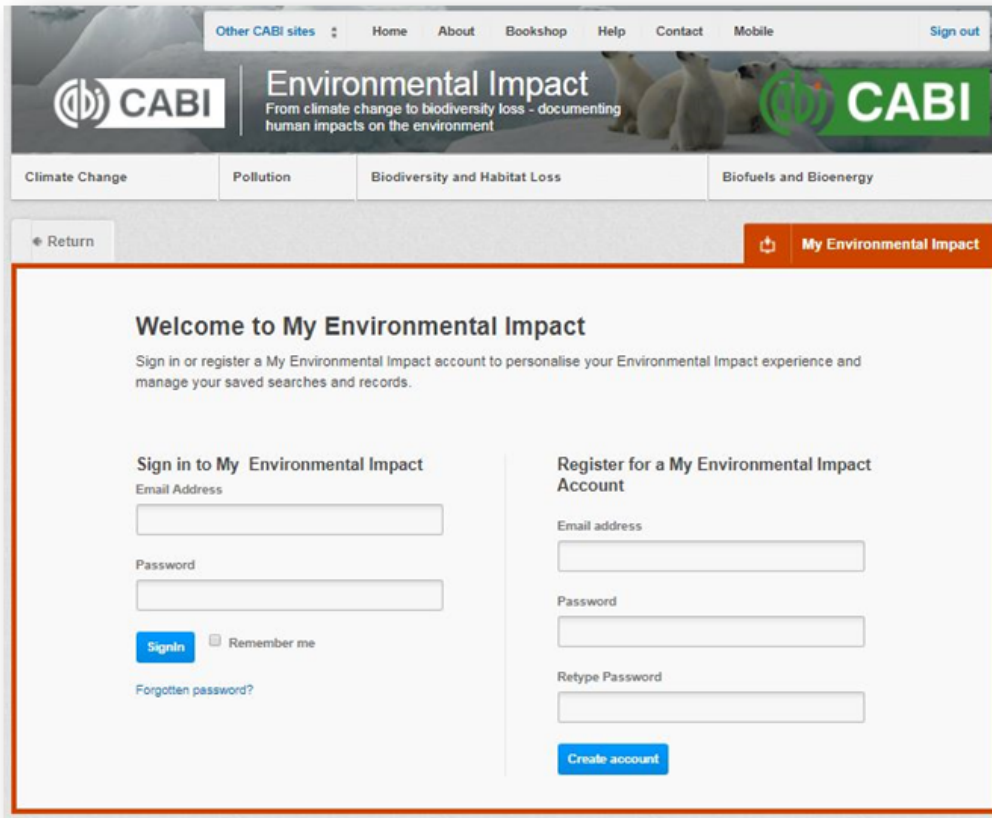 Other CABI sites Home About Bookshop Help Contact Mobile Sign out
CABI
Environmental Impact
From climate change to biodiversity loss - documenting
human impacts on the environment
CABI
Climate Change Pollution Biodiversity and Habitat Loss Biofuels and Bioenergy
Return
My Environmental Impact
Welcome to My Environmental Impact
Sign in or register a My Environmental Impact account to personalise your Environmental Impact experience and
manage your saved searches and records.
Sign in to My Environmental Impact
Email Address
Password
SignIn Remember me
Forgotten password?
Register for a My Environmental Impact
Account
Email address
Password
Retype Password
Create account